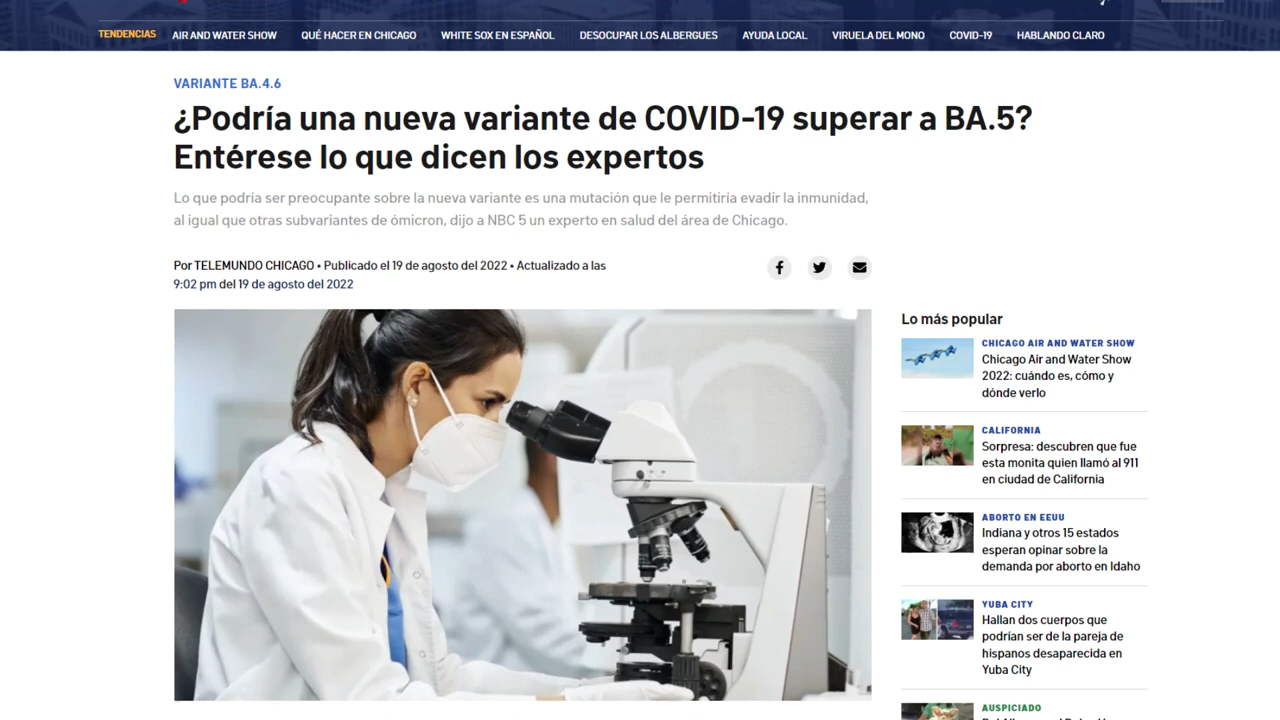 TENDENCIAS AIR AND WATER SHOW QUÉ HACER EN CHICAGO WHITE SOX EN ESPAÑOL DESOCUPAR LOS ALBERGUES AYUDA LOCAL VIRUELA DEL MONO COVID-19 HABLANDO CLARO
VARIANTE BA.4.6
¿Podría una nueva variante de COVID-19 superar a BA.5?
Entérese lo que dicen los expertos
Lo que podría ser preocupante sobre la nueva variante es una mutación que le permitiría evadir la inmunidad,
al igual que otras subvariantes de ómicron, dijo a NBC 5 un experto en salud del área de Chicago.
Por TELEMUNDO CHICAGO • Publicado el 19 de agosto del 2022 • Actualizado a las
9:02 pm del 19 de agosto del 2022
Lo más popular
CHICAGO AIR AND WATER SHOW
Chicago Air and Water Show
2022: cuándo es, cómo y
dónde verlo
CALIFORNIA
Sorpresa: descubren que fue
esta monita quien llamó al 911
en ciudad de California
ABORTO EN EEUU
Indiana y otros 15 estados
esperan opinar sobre la
demanda por aborto en Idaho
YUBA CITY
Hallan dos cuerpos que
podrían ser de la pareja de
hispanos desaparecida en
Yuba City
AUSPICIADO